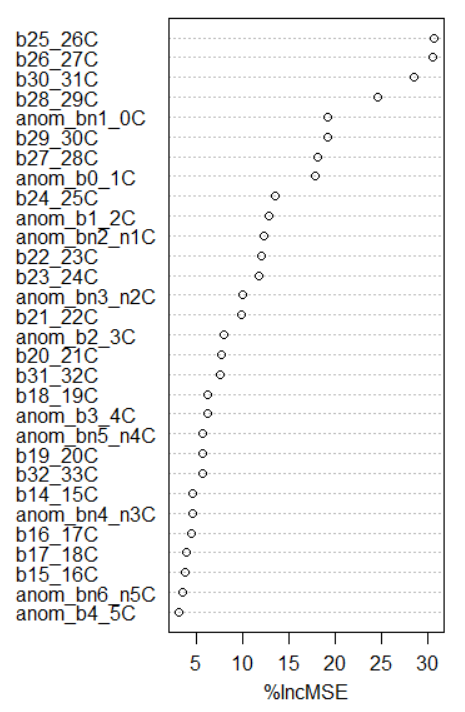 b25_26C
b26_27C
b30_31C
b28_29C
anom_bn1_0C
b29_30C
b27_28C
anom_b0_1C
b24_25C
anom_b1_2C
anom_bn2_n1C
b22_23C
b23_24C
anom_bn3_n2C
b21_22C
anom_b2_3C
b20_21C
b31_32C
b18_19C
anom_b3_4C
anom_bn5_n4C
b19_20C
b32_33C
b14_15C
anom_bn4_n3C
b16_17C
b17_18C
b15_16C
anom_bn6_n5C
anom_b4_5C
5 10 15 20 25 30
%IncMSE